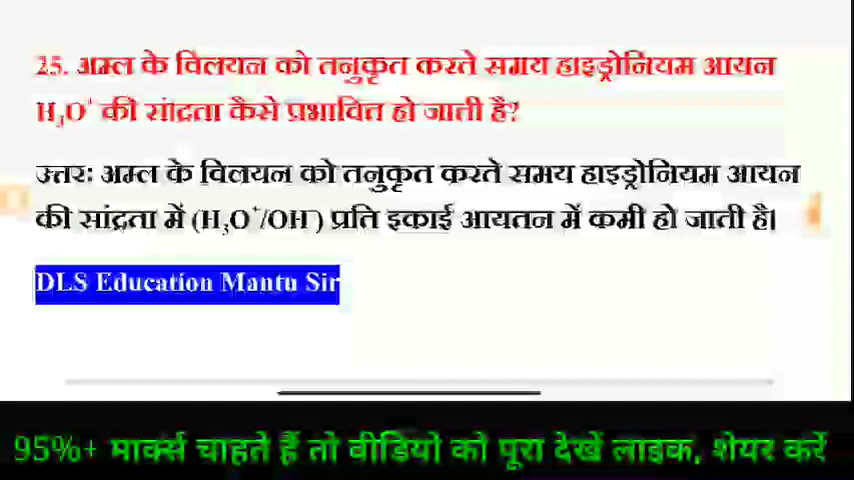 25. अम्ल के विलयन को तनुकृत करते समय हाइड्रोनियम आयन
H₃O⁺ की सांद्रता कैसे प्रभावित हो जाती है?
उत्तरः अम्ल के विलयन को तनुकृत करते समय हाइड्रोनियम आयन
की सांद्रता में (H₃O⁺/OH⁻) प्रति इकाई आयतन में कमी हो जाती है।
DLS Education Mantu Sir
95%+ मार्क्स चाहते हैं तो वीडियो को पूरा देखें लाइक, शेयर करें